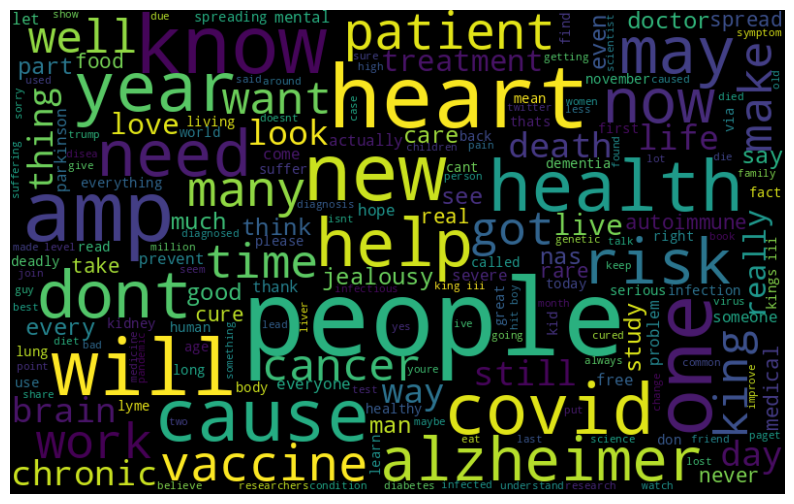 let
due
show
spreading mental
well
know
patient
doctor
spread
find
symptom
scientist
even
part
food
treatment
getting
may
make
sorry
used
said
around
year
want
heart
sure
high
november
caused
old
thing
love
living
mean
women
less
now
doesnt
case
twitter
thats
died
via
trump
world
look
care
back
death
first
life
parkinson
disea
give
need
actually
children
pain
found
lot
die
say
suffering
everything
come
suffer
new
cant
person
dementia
family
fact
amp
many
diagnosis
isnt
see
health
much
think
hope
real
got
live
autoimmune
really
made level
read
million
diagnosed
please
help
called
nas
genetic
talk
right
book
deadly
join
take
prevent
time
jealousy
severe
rare
today
keep
risk
kings iii
guy
seem
infectious
king iii
great
hit boy
kid
month
serious
infection
virus
best
dont
good
thank
people
someone
every
cure
kidney
human
lead
liver
yes
ive
going
cured
study
problem
one
king
medical
lung
diet
bad
age
something
cancer
youre
way
still
always
free
change
common
improve
point
medicine
pandemic
long
will
everyone
body
test
healthy
put
use
share
lyme
cause
man
maybe
covid
don
friend
paget
brain
two
learn
eat
last
science
lost
day
work
vaccine
alzheimer
never
chronic
believe
researchers
condition
diabetes
infected
understand
research
watch